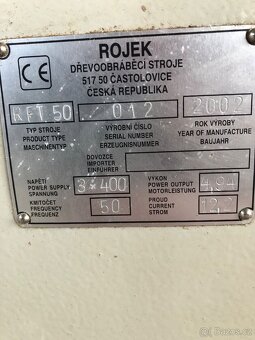 ROJEK
CE
DŘEVOOBRÁBĚCÍ STROJE
517 50 ČASTOLOVICE
ČESKÁ REPUBLIKA
RFT.50 012 2002
TYP STROJE VÝROBNÍ ČÍSLO ROK VÝROBY
PRODUCT TYPE SERIAL NUMBER YEAR OF MANUFACTURE
MASCHINENTYP ERZEUGNISNUMMER BAUJAHR
DOVOZCE
IMPORTER
EINFÜHRER
NAPĚTÍ
POWER SUPPLY
SPANNUNG
3×400
VÝKON
POWER OUTPUT
MOTORLEISTUNG
4,94
KMITOČET
FREQUENCY
FREQUENZ
50
PROUD
CURRENT
STROM
Bazoš.cz